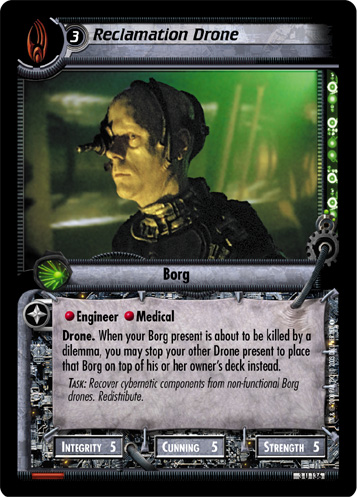 3 Reclamation Drone
Borg
Engineer Medical
Drone. When your Borg present is about to be killed by a
dilemma, you may stop your other Drone present to place
that Borg on top of his or her owner's deck instead.
TASK: Recover cybernetic components from non-functional Borg
drones. Redistribute.
INTEGRITY 5 CUNNING 5 STRENGTH 5
3 U 136